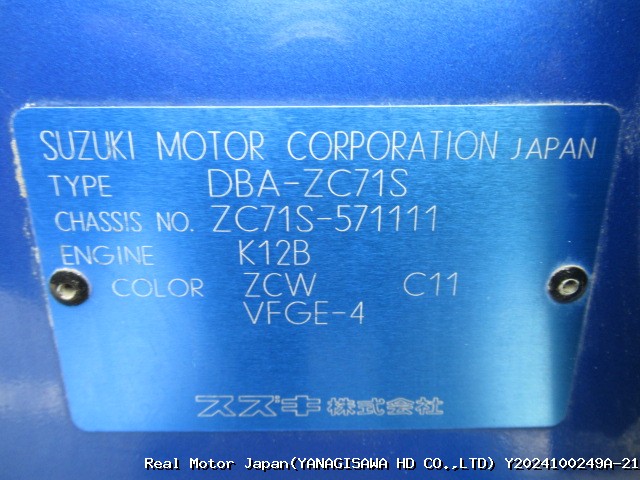 SUZUKI MOTOR CORPORATION JAPAN
TYPE DBA-ZC71S
CHASSIS NO. ZC71S-571111
ENGINE K12B
COLOR ZCW C11
VFGE-4
スズキ株式会社
Real Motor Japan(YANAGISAWA HD CO.,LTD) Y2024100249A-21